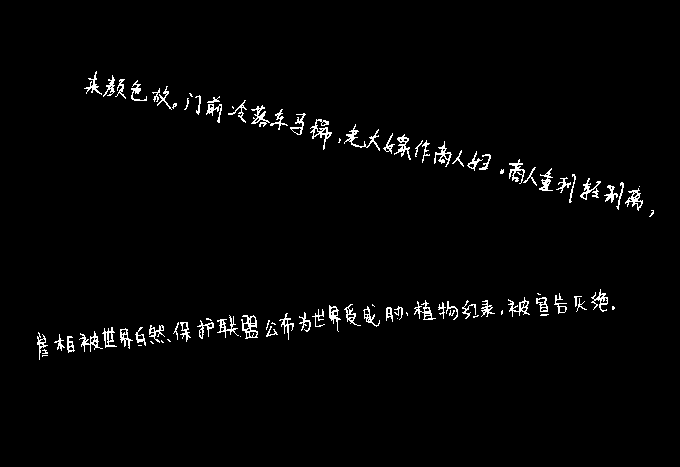 来颜色故。门前冷落车马稀,老大嫁作商人妇。商人重利轻别离,
首相被世界自然保护联盟公布为世界受威胁植物红录,被宣告灭绝。